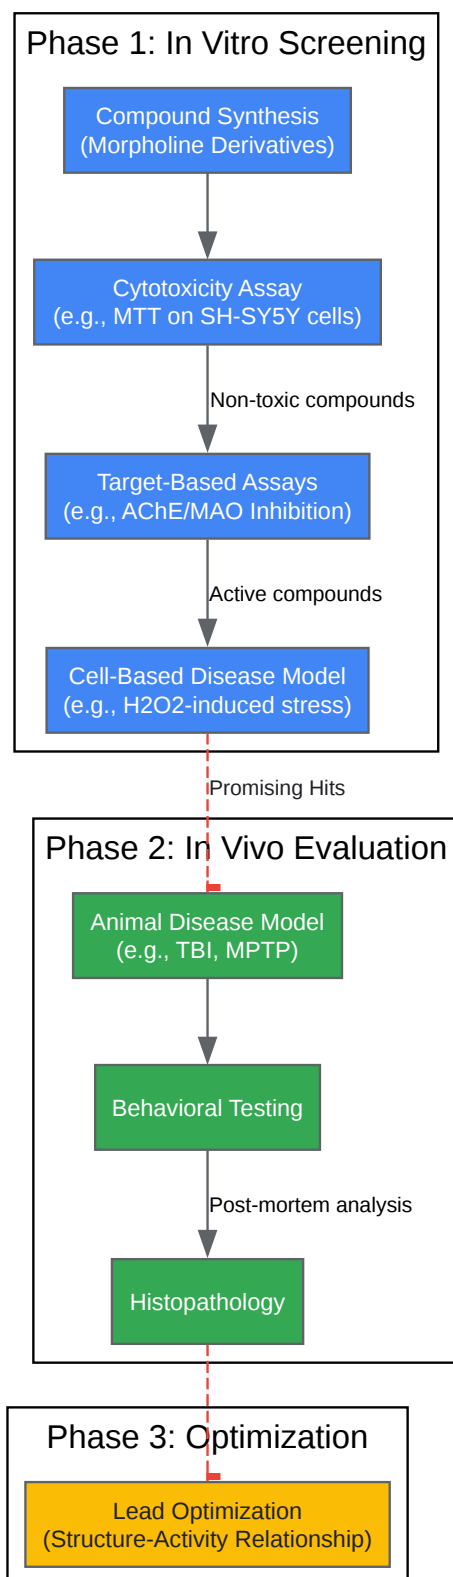 Phase 1: In Vitro Screening
Compound Synthesis
(Morpholine Derivatives)
Cytotoxicity Assay
(e.g., MTT on SH-SY5Y cells)
Non-toxic compounds
Target-Based Assays
(e.g., AChE/MAO Inhibition)
Active compounds
Cell-Based Disease Model
(e.g., H2O2-induced stress)
Promising Hits
Phase 2: In Vivo Evaluation
Animal Disease Model
(e.g., TBI, MPTP)
Behavioral Testing
Post-mortem analysis
Histopathology
Phase 3: Optimization
Lead Optimization
(Structure-Activity Relationship)